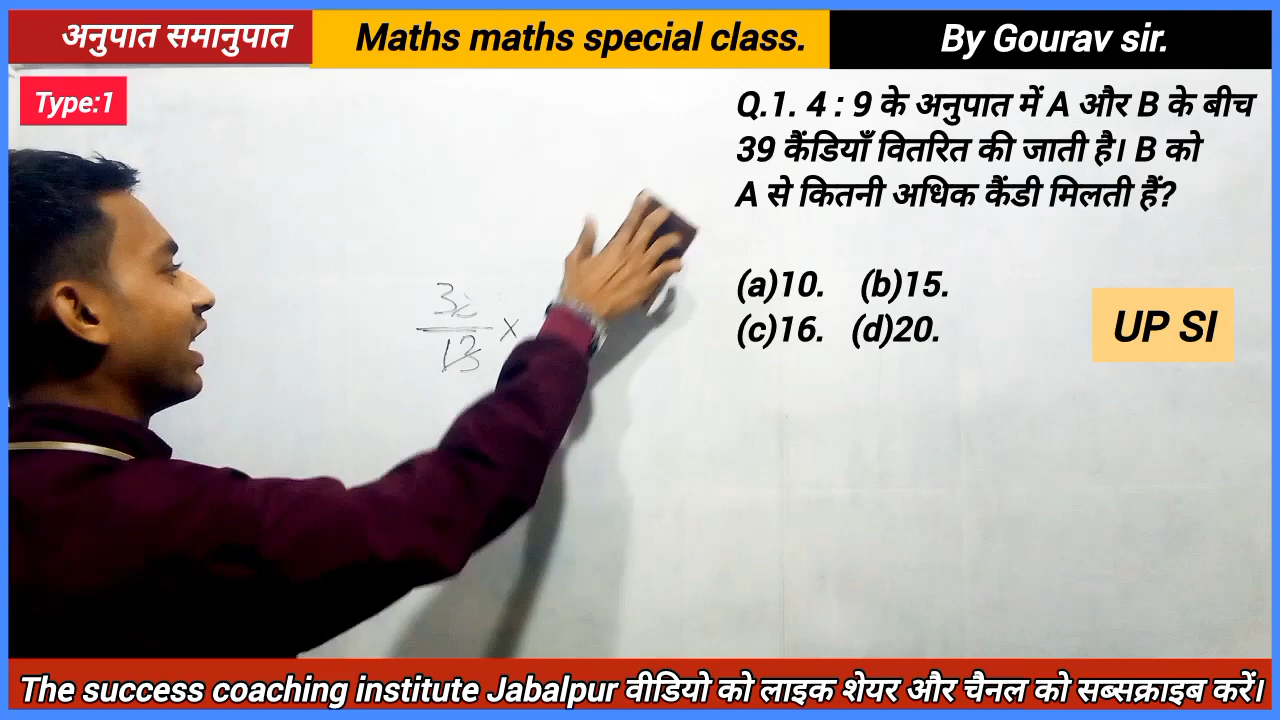 अनुपात समानुपात
Maths maths special class.
By Gourav sir.
Type:1
Q.1. 4 : 9 के अनुपात में A और B के बीच
39 कैंडियाँ वितरित की जाती है। B को
A से कितनी अधिक कैंडी मिलती हैं?
(a)10. (b)15.
(c)16. (d)20.
UP SI
×
The success coaching institute Jabalpur वीडियो को लाइक शेयर और चैनल को सब्सक्राइब करें।